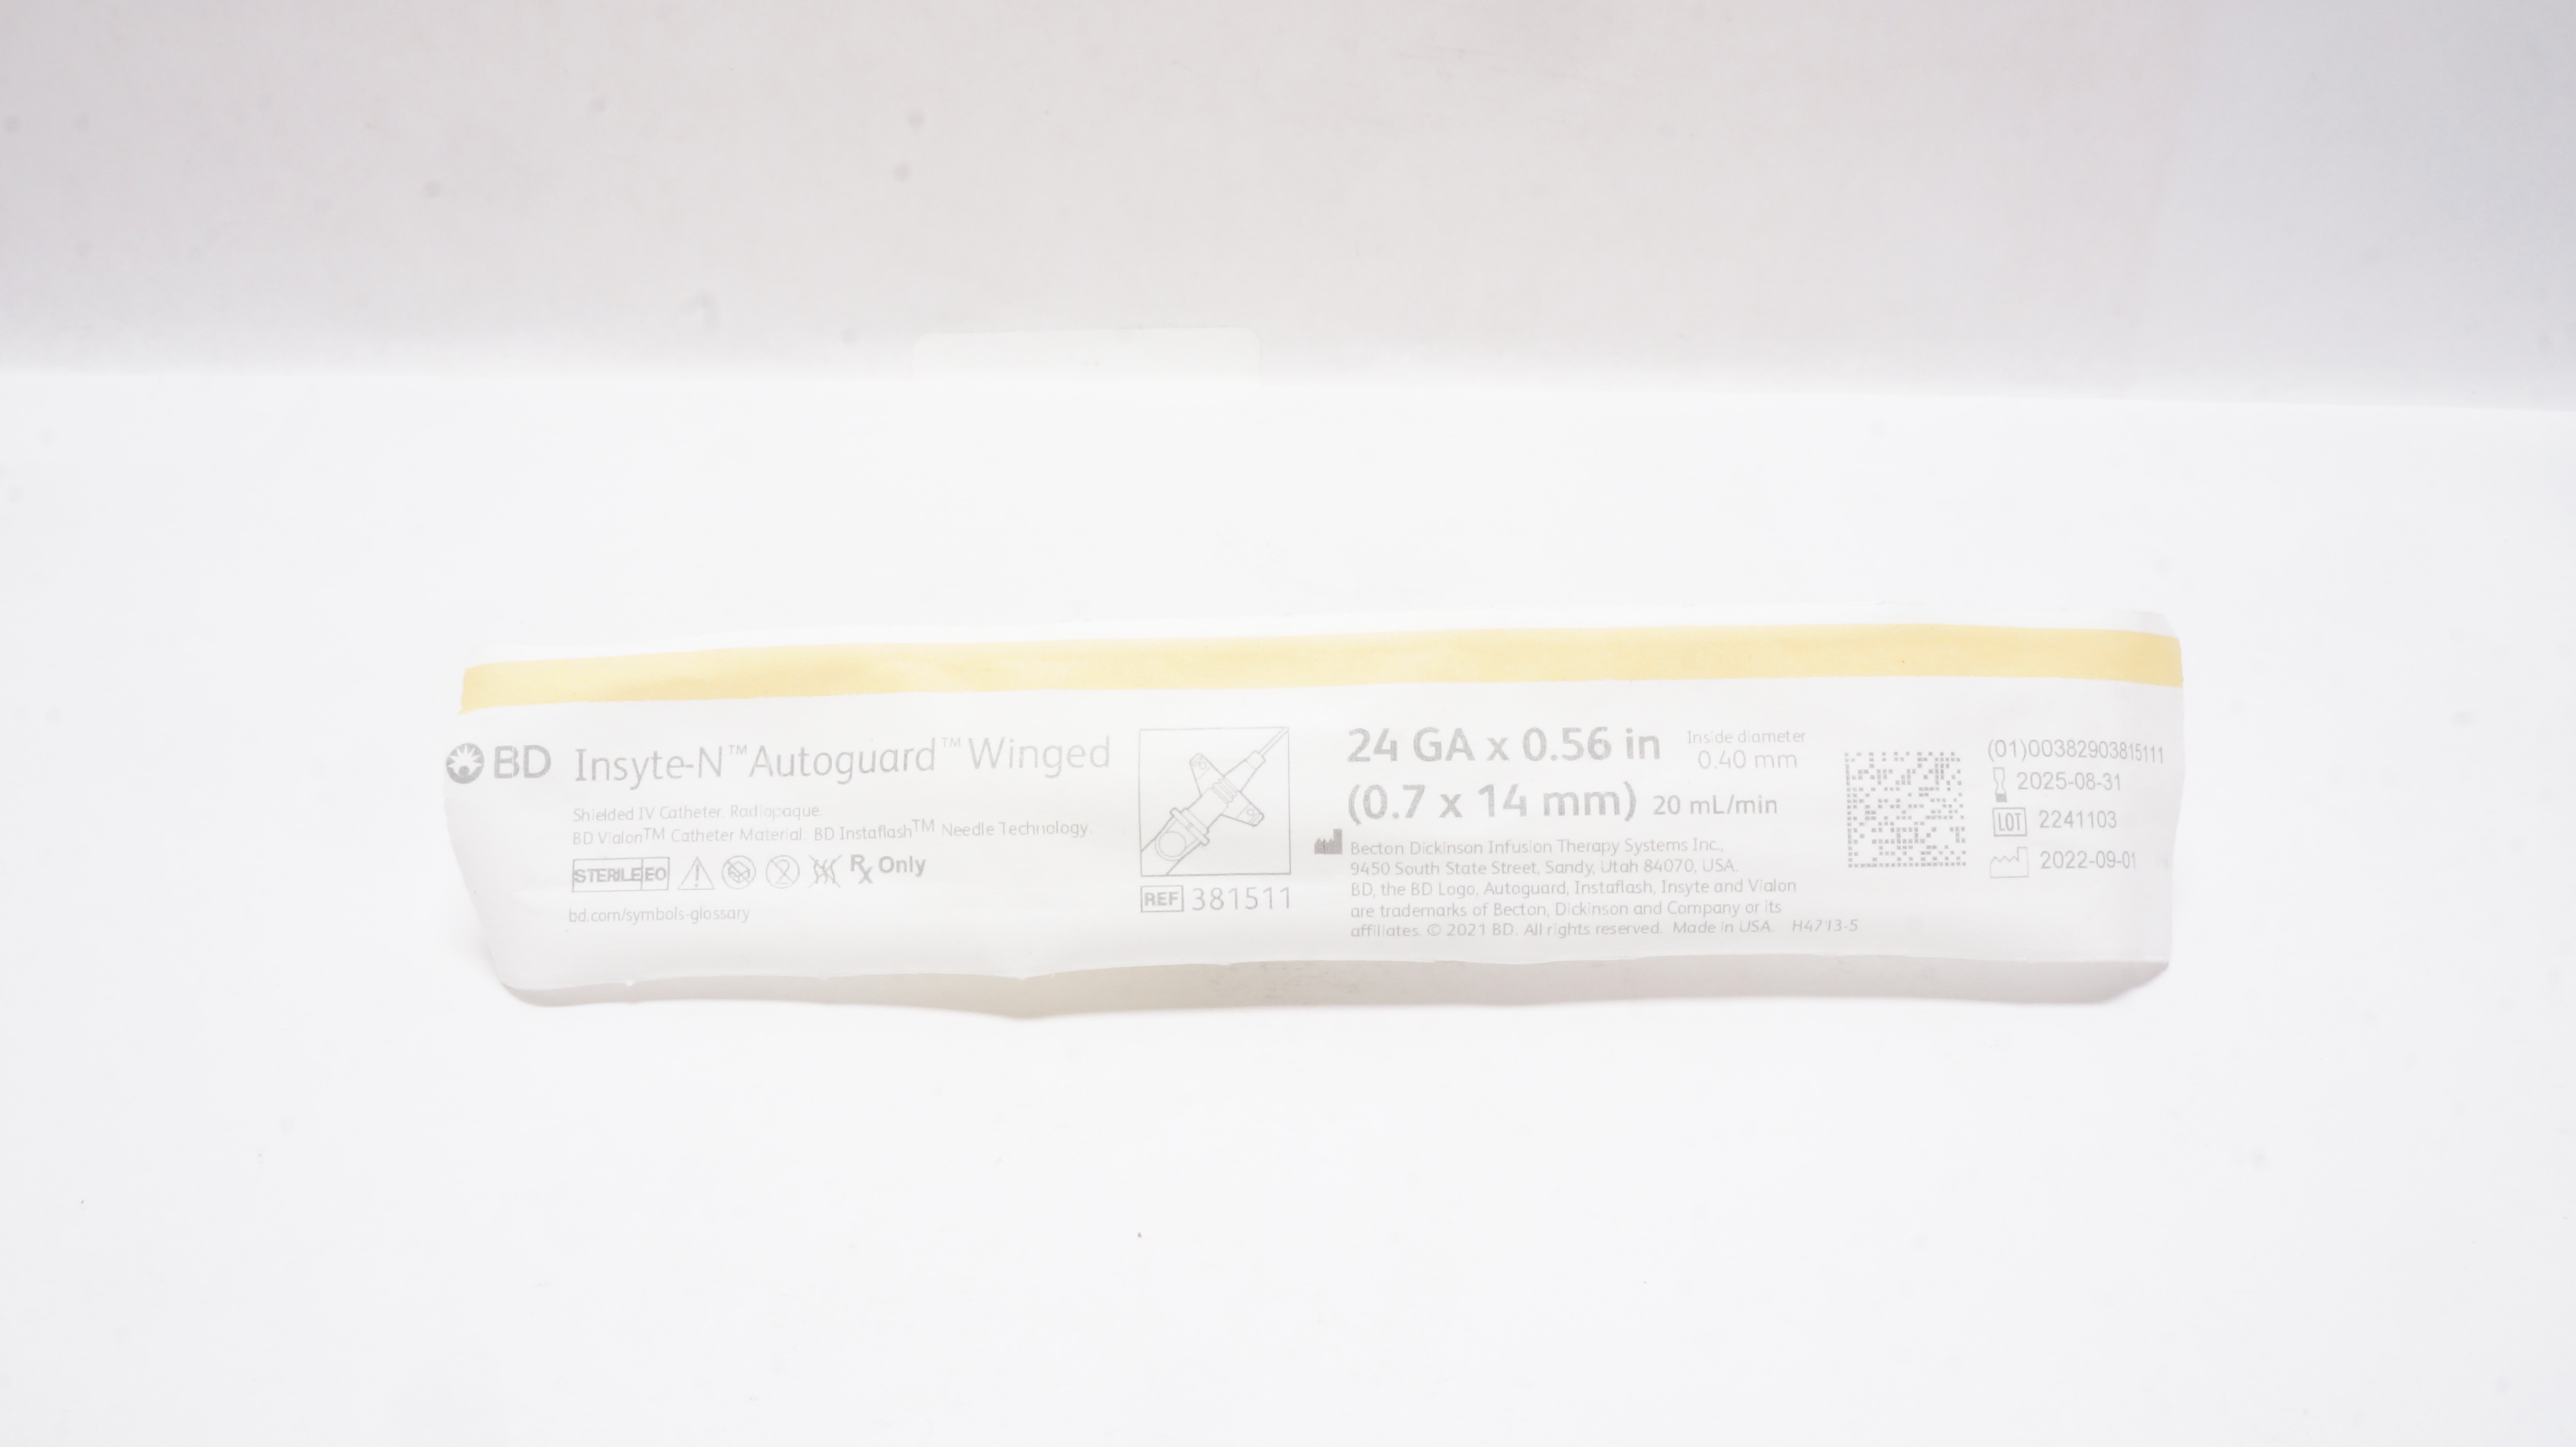 BD Insyte-N™ Autoguard™ Winged
Shielded IV Catheter. Radiopaque.
BD Vialon™ Catheter Material. BD Instaflash™ Needle Technology.
STERILE EO Rx Only
bd.com/symbols-glossary
REF 381511
24 GA x 0.56 in
(0.7 x 14 mm) 20 mL/min
Inside diameter
0.40 mm
Becton Dickinson Infusion Therapy Systems Inc.,
9450 South State Street, Sandy, Utah 84070, USA.
BD, the BD Logo, Autoguard, Instaflash, Insyte and Vialon
are trademarks of Becton, Dickinson and Company or its
affiliates. © 2021 BD. All rights reserved. Made in USA. H4713-5
(01)00382903815111
2025-08-31
LOT 2241103
2022-09-01